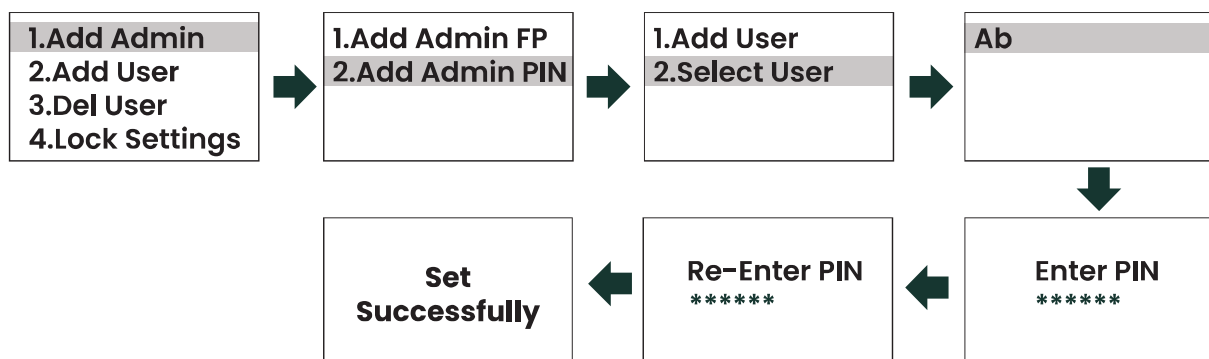 1.Add Admin
2.Add User
3.Del User
4.Lock Settings
1.Add Admin FP
2.Add Admin PIN
1.Add User
2.Select User
Ab
Enter PIN
******
Re-Enter PIN
******
Set
Successfully